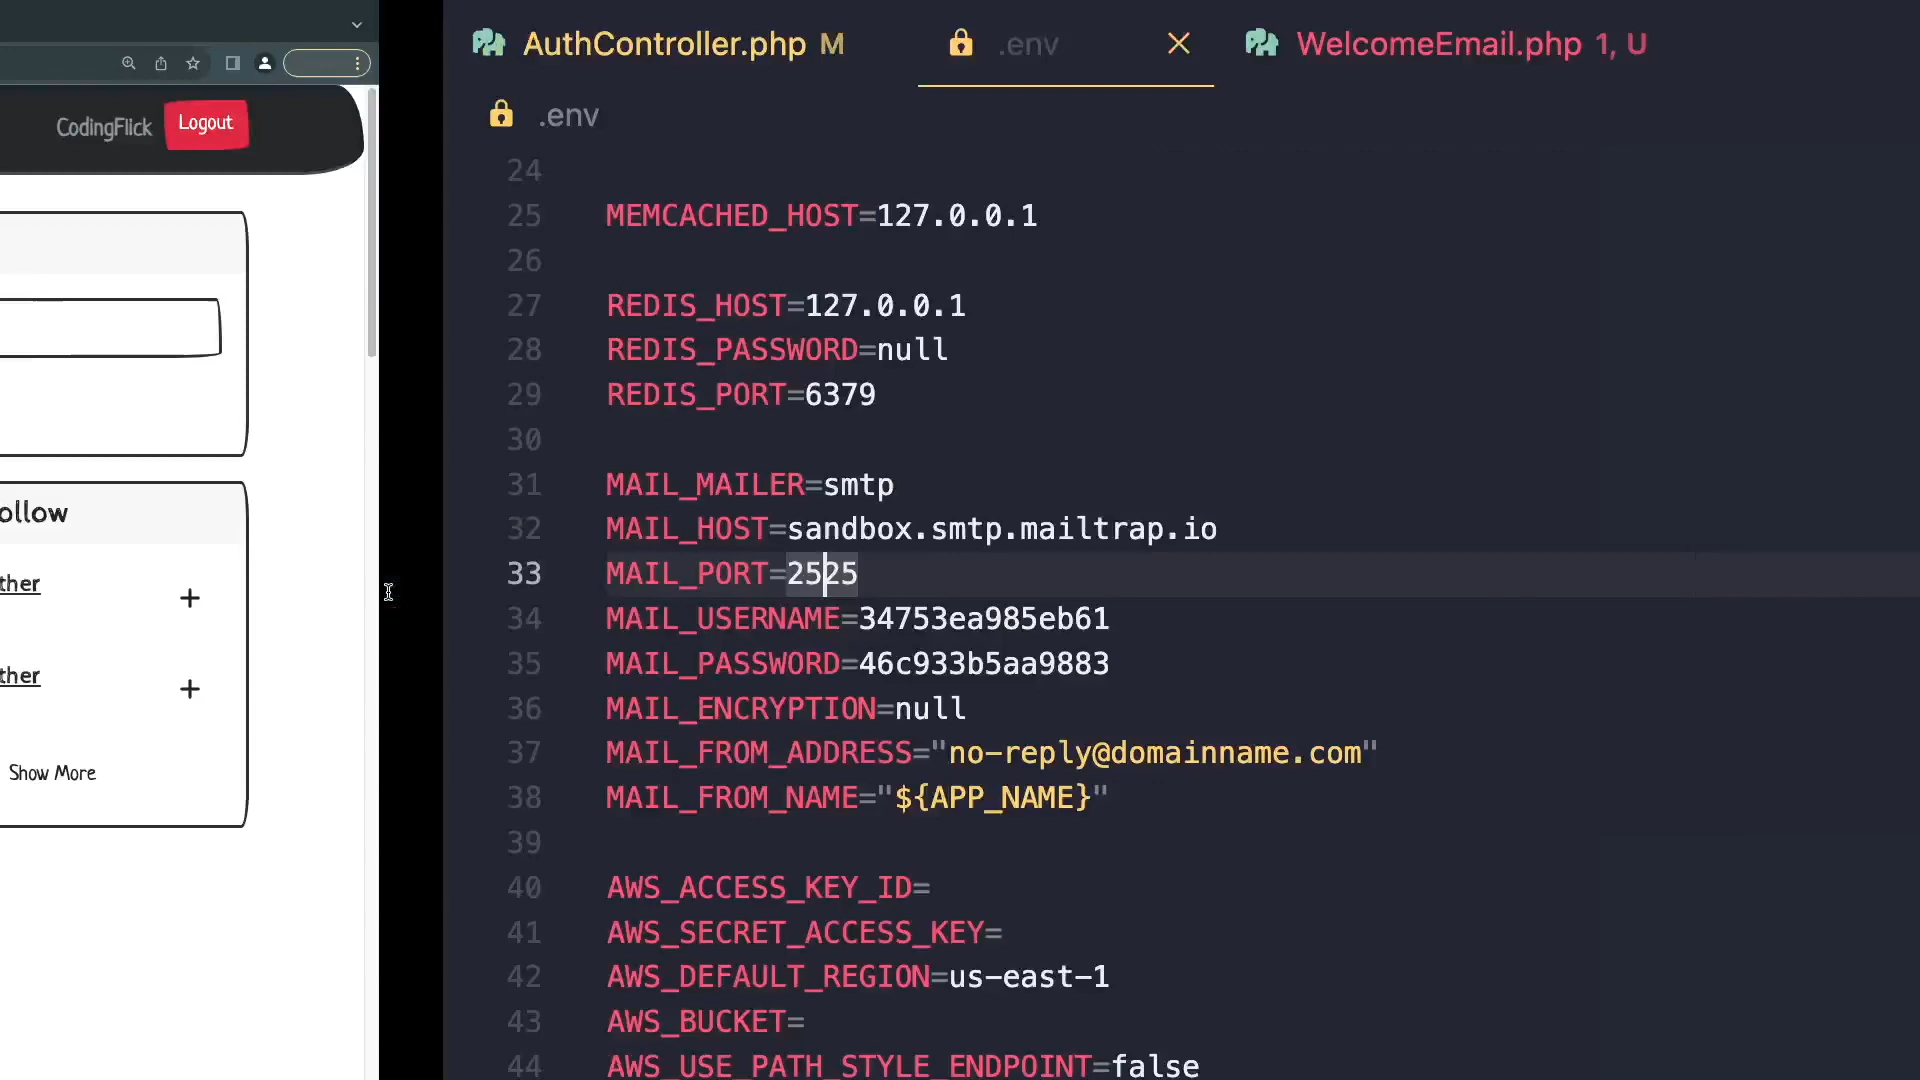 CodingFlick Logout
ollow
ther
ther
Show More
AuthController.php M .env WelcomeEmail.php 1, U
.env
24
25 MEMCACHED_HOST=127.0.0.1
26
27 REDIS_HOST=127.0.0.1
28 REDIS_PASSWORD=null
29 REDIS_PORT=6379
30
31 MAIL_MAILER=smtp
32 MAIL_HOST=sandbox.smtp.mailtrap.io
33 MAIL_PORT=2525
34 MAIL_USERNAME=34753ea985eb61
35 MAIL_PASSWORD=46c933b5aa9883
36 MAIL_ENCRYPTION=null
37 MAIL_FROM_ADDRESS="no-reply@domainname.com"
38 MAIL_FROM_NAME="${APP_NAME}"
39
40 AWS_ACCESS_KEY_ID=
41 AWS_SECRET_ACCESS_KEY=
42 AWS_DEFAULT_REGION=us-east-1
43 AWS_BUCKET=
44 AWS_USE_PATH_STYLE_ENDPOINT=false